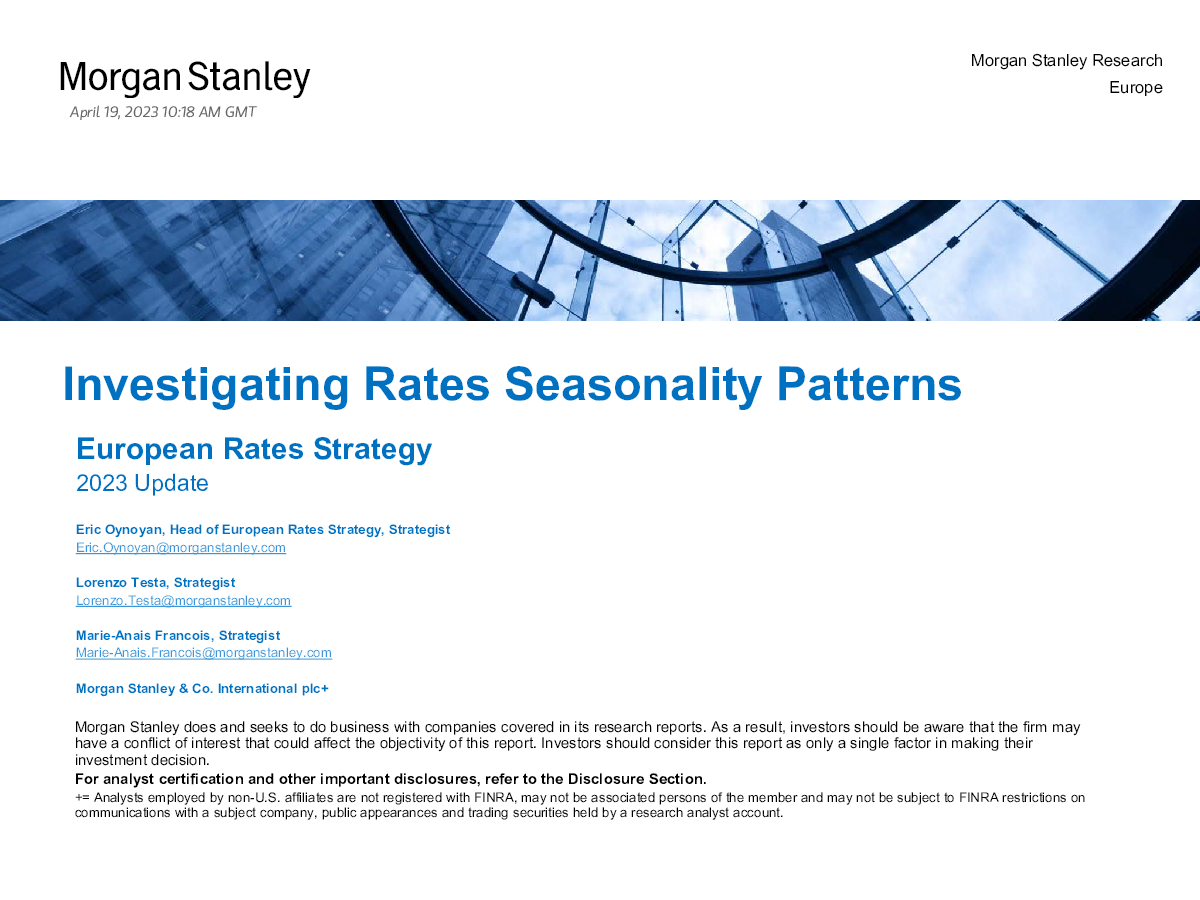 Morgan Stanley
April 19, 2023 10:18 AM GMT
Morgan Stanley Research
Europe
Investigating Rates Seasonality Patterns
European Rates Strategy
2023 Update
Eric Oynoyan, Head of European Rates Strategy, Strategist
Eric.Oynoyan@morganstanley.com
Lorenzo Testa, Strategist
Lorenzo.Testa@morganstanley.com
Marie-Anais Francois, Strategist
Marie-Anais.Francois@morganstanley.com
Morgan Stanley & Co. International plc+
Morgan Stanley does and seeks to do business with companies covered in its research reports. As a result, investors should be aware that the firm may
have a conflict of interest that could affect the objectivity of this report. Investors should consider this report as only a single factor in making their
investment decision.
For analyst certification and other important disclosures, refer to the Disclosure Section.
+= Analysts employed by non-U.S. affiliates are not registered with FINRA, may not be associated persons of the member and may not be subject to FINRA restrictions on
communications with a subject company, public appearances and trading securities held by a research analyst account.